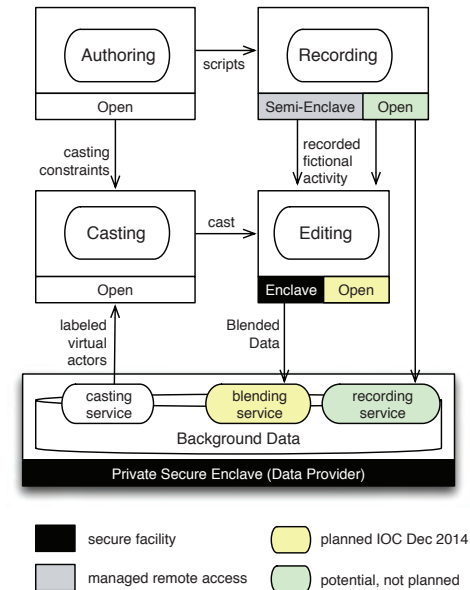 Authoring
Open
scripts
Recording
Semi-Enclave
Open
casting
constraints
recorded
fictional
activity
Casting
Open
cast
Editing
Enclave
Open
labeled
virtual
actors
Blended
Data
casting
service
blending
service
recording
service
Background Data
Private Secure Enclave (Data Provider)
secure facility
planned IOC Dec 2014
managed remote access
potential, not planned